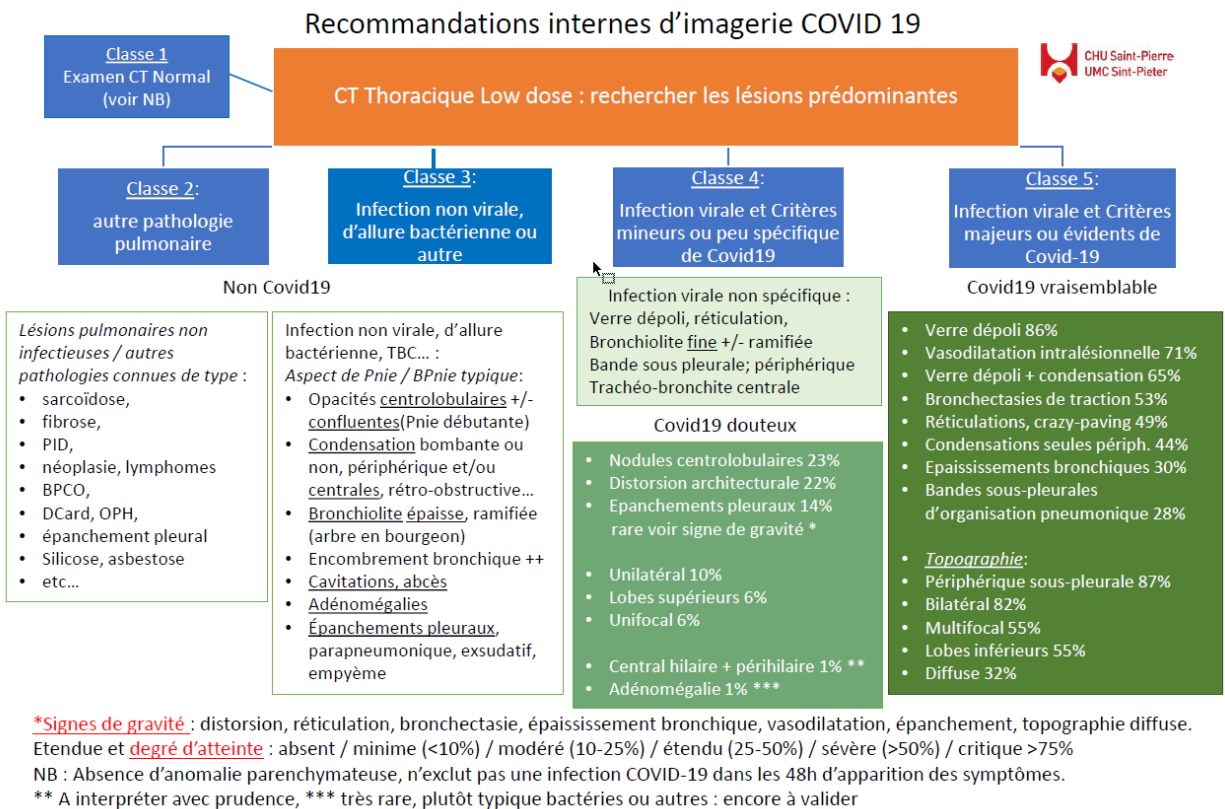 Recommandations internes d'imagerie COVID 19
Classe 1
Examen CT Normal
(voir NB)
CT Thoracique Low dose : rechercher les lésions prédominantes
CHU Saint-Pierre
UMC Sint-Pieter
Classe 2:
autre pathologie
pulmonaire
Classe 3:
Infection non virale,
d'allure bactérienne ou
autre
Classe 4:
Infection virale et Critères
mineurs ou peu spécifique
de Covid19
Classe 5:
Infection virale et Critères
majeurs ou évidents de
Covid-19
Non Covid19
Lésions pulmonaires non
infectieuses / autres
pathologies connues de type :
• sarcoïdose,
• fibrose,
• PID,
• néoplasie, lymphomes
• BPCO,
• DCard, OPH,
• épanchement pleural
• Silicose, asbestose
• etc...
Infection non virale, d'allure
bactérienne, TBC... :
Aspect de Pnie / BPnie typique:
• Opacités centrolobulaires +/-
confluentes(Pnie débutante)
• Condensation bombante ou
non, périphérique et/ou
centrales, rétro-obstructive...
• Bronchiolite épaisse, ramifiée
(arbre en bourgeon)
• Encombrement bronchique ++
• Cavitations, abcès
• Adénomégalies
• Épanchements pleuraux,
parapneumonique, exsudatif,
empyème
Infection virale non spécifique :
Verre dépoli, réticulation,
Bronchiolite fine +/- ramifiée
Bande sous pleurale; périphérique
Trachéo-bronchite centrale
Covid19 douteux
• Nodules centrolobulaires 23%
• Distorsion architecturale 22%
• Epanchements pleuraux 14%
rare voir signe de gravité *
• Unilatéral 10%
• Lobes supérieurs 6%
• Unifocal 6%
• Central hilaire + périhilaire 1% **
• Adénomégalie 1% ***
Covid19 vraisemblable
• Verre dépoli 86%
• Vasodilatation intralésionnelle 71%
• Verre dépoli + condensation 65%
• Bronchectasies de traction 53%
• Réticulations, crazy-paving 49%
• Condensations seules périph. 44%
• Epaississements bronchiques 30%
• Bandes sous-pleurales
d'organisation pneumonique 28%
• Topographie:
• Périphérique sous-pleurale 87%
• Bilatéral 82%
• Multifocal 55%
• Lobes inférieurs 55%
• Diffuse 32%
*Signes de gravité : distorsion, réticulation, bronchectasie, épaississement bronchique, vasodilatation, épanchement, topographie diffuse.
Etendue et degré d'atteinte : absent / minime (<10%) / modéré (10-25%) / étendu (25-50%) / sévère (>50%) / critique >75%
NB : Absence d'anomalie parenchymateuse, n'exclut pas une infection COVID-19 dans les 48h d'apparition des symptômes.
** A interpréter avec prudence, *** très rare, plutôt typique bactéries ou autres : encore à valider